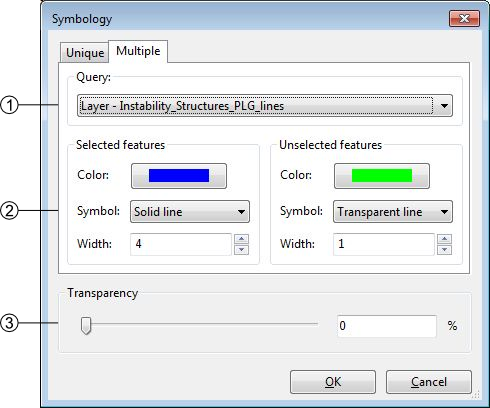 Symbology
Unique Multiple
Query:
1 Layer - Instability_Structures_PLG_lines
Selected features Unselected features
Color: Color:
2 Symbol: Solid line Symbol: Transparent line
Width: 4 Width: 1
Transparency
3 0 %
OK Cancel